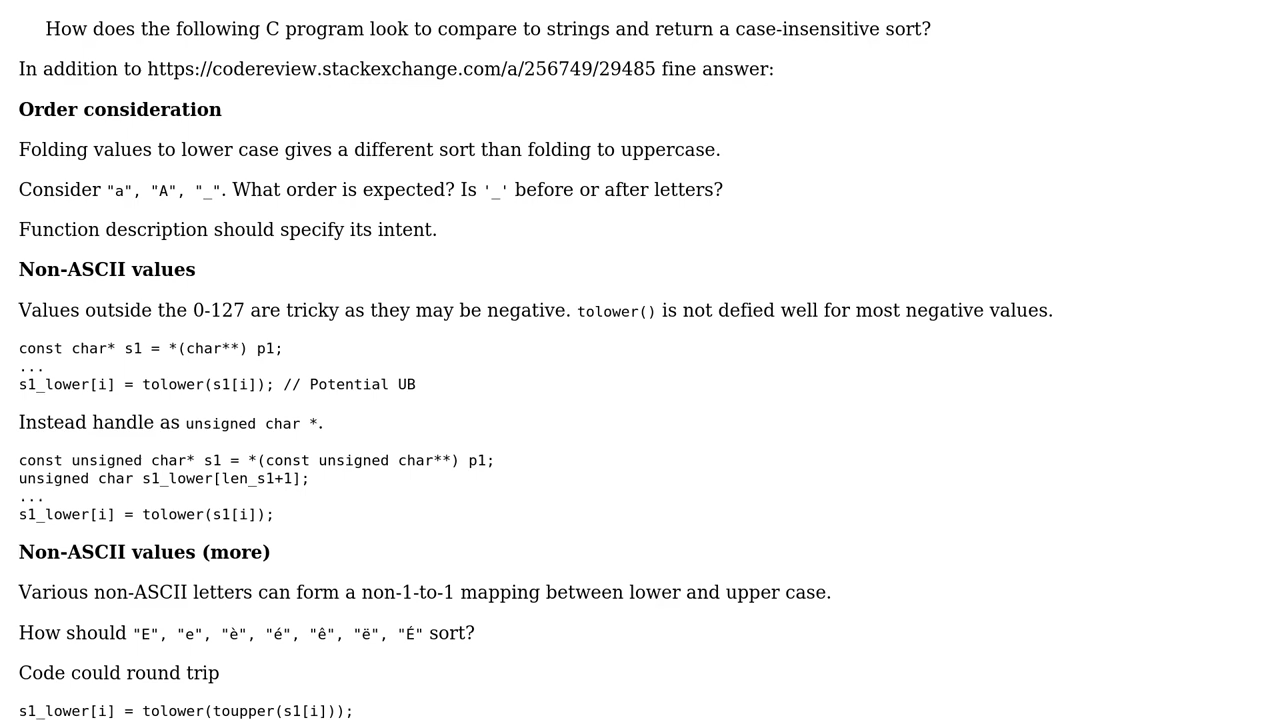 How does the following C program look to compare to strings and return a case-insensitive sort?
In addition to https://codereview.stackexchange.com/a/256749/29485 fine answer:
Order consideration
Folding values to lower case gives a different sort than folding to uppercase.
Consider "a", "A", "_". What order is expected? Is '_' before or after letters?
Function description should specify its intent.
Non-ASCII values
Values outside the 0-127 are tricky as they may be negative. tolower() is not defied well for most negative values.
const char* s1 = *(char**) p1;
...
s1_lower[i] = tolower(s1[i]); // Potential UB
Instead handle as unsigned char *.
const unsigned char* s1 = *(const unsigned char**) p1;
unsigned char s1_lower[len_s1+1];
...
s1_lower[i] = tolower(s1[i]);
Non-ASCII values (more)
Various non-ASCII letters can form a non-1-to-1 mapping between lower and upper case.
How should "E", "e", "è", "é", "ê", "ë", "É" sort?
Code could round trip
s1_lower[i] = tolower(toupper(s1[i]));